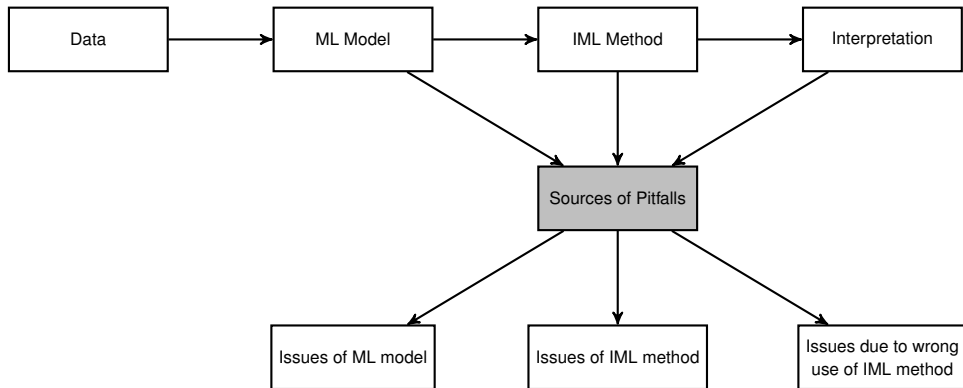 Data
ML Model
IML Method
Interpretation
Sources of Pitfalls
Issues of ML model
Issues of IML method
Issues due to wrong
use of IML method